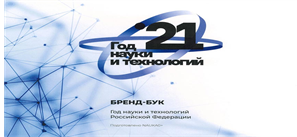 '21
Год
науки
и технологий
БРЕНД-БУК
Год науки и технологий
Российской Федерации